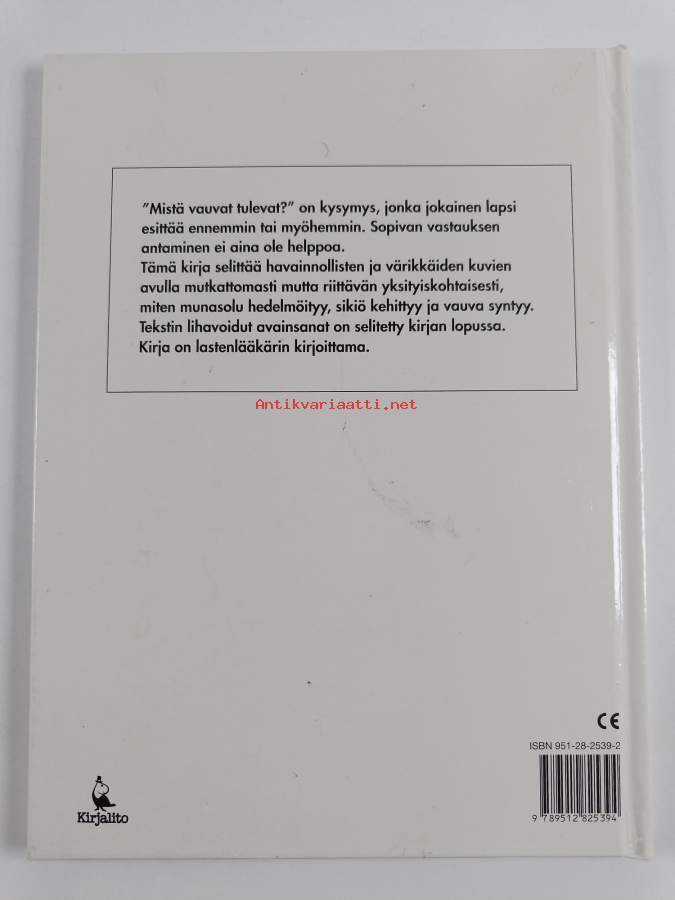 "Mistä vauvat tulevat?" on kysymys, jonka jokainen lapsi
esittää ennemmin tai myöhemmin. Sopivan vastauksen
antaminen ei aina ole helppoa.
Tämä kirja selittää havainnollisten ja värikkäiden kuvien
avulla mutkattomasti mutta riittävän yksityiskohtaisesti,
miten munasolu hedelmöityy, sikiö kehittyy ja vauva syntyy.
Tekstin lihavoidut avainsanat on selitetty kirjan lopussa.
Kirja on lastenlääkärin kirjoittama.
Antikvariaatti.net
CE
ISBN 951-28-2539-2
9 789512 825394
Kirjalito